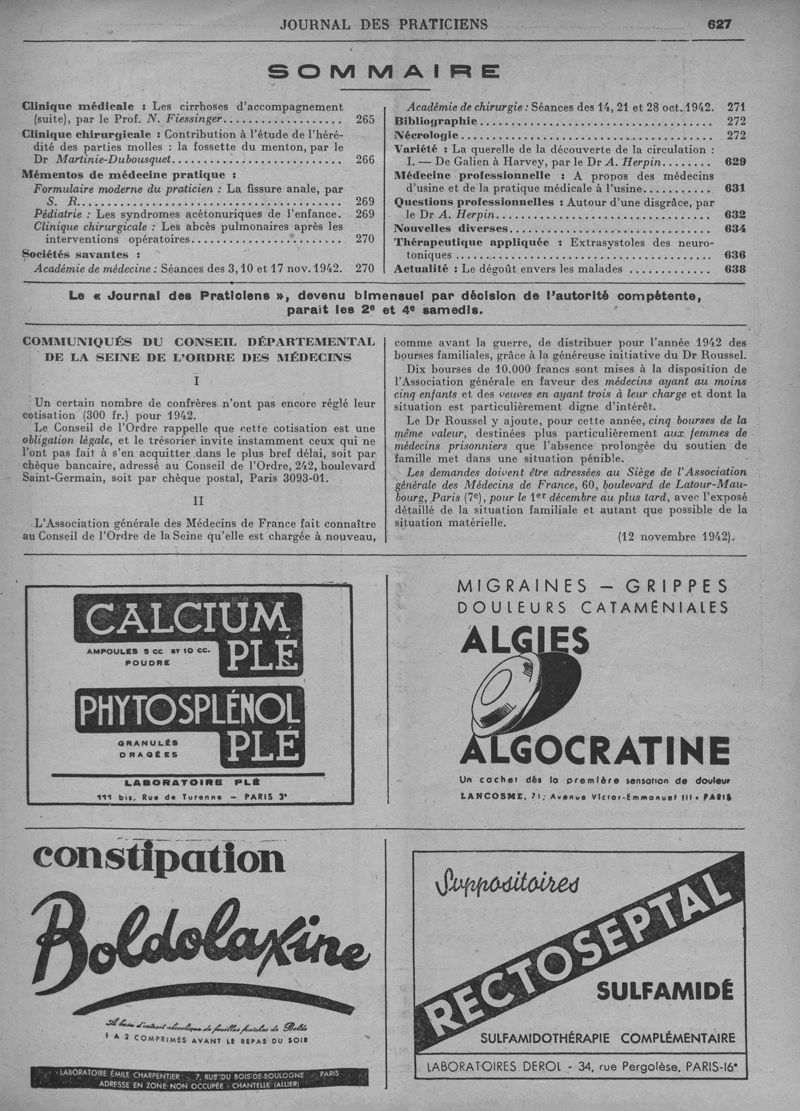 JOURNAL DES PRATICIENS 627
SOMMAIRE
Clinique médicale : Les cirrhoses d'accompagnement
(suite), par le Prof. N. Fiessinger.................. 265
Clinique chirurgicale : Contribution à l'étude de l'héré-
dité des parties molles : la fossette du menton, par le
Dr Martinie-Dubousquet.......................... 266
Mémentos de médecine pratique :
Formulaire moderne du praticien : La fissure anale, par
S. R........................................ 269
Pédiatrie : Les syndromes acétonuriques de l'enfance. 269
Clinique chirurgicale : Les abcès pulmonaires après les
interventions opératoires........................ 270
Sociétés savantes :
Académie de médecine : Séances des 3, 10 et 17 nov. 1942. 270
Académie de chirurgie : Séances des 14, 21 et 28 oct. 1942. 271
Bibliographie.................................... 272
Nécrologie....................................... 272
Variété : La querelle de la découverte de la circulation :
I. — De Galien à Harvey, par le Dr A. Herpin........ 629
Médecine professionnelle : A propos des médecins
d'usine et de la pratique médicale à l'usine........... 631
Questions professionnelles : Autour d'une disgrâce, par
le Dr A. Herpin................................. 632
Nouvelles diverses............................... 634
Thérapeutique appliquée : Extrasystoles des neuro-
toniques ....................................... 636
Actualité : Le dégoût envers les malades ............. 638
Le « Journal des Praticiens », devenu bimensuel par décision de l'autorité compétente,
paraît les 2e et 4e samedis.
COMMUNIQUÉS DU CONSEIL DÉPARTEMENTAL
DE LA SEINE DE L'ORDRE DES MÉDECINS
I
Un certain nombre de confrères n'ont pas encore réglé leur
cotisation (300 fr.) pour 1942.
Le Conseil de l'Ordre rappelle que cette cotisation est une
obligation légale, et le trésorier invite instamment ceux qui ne
l'ont pas fait à s'en acquitter dans le plus bref délai, soit par
chèque bancaire, adressé au Conseil de l'Ordre, 242, boulevard
Saint-Germain, soit par chèque postal, Paris 3093-01.
II
L'Association générale des Médecins de France fait connaître
au Conseil de l'Ordre de la Seine qu'elle est chargée à nouveau,
comme avant la guerre, de distribuer pour l'année 1942 des
bourses familiales, grâce à la généreuse initiative du Dr Roussel.
Dix bourses de 10.000 francs sont mises à la disposition de
l'Association générale en faveur des médecins ayant au moins
cinq enfants et des veuves en ayant trois à leur charge et dont la
situation est particulièrement digne d'intérêt.
Le Dr Roussel y ajoute, pour cette année, cinq bourses de la
même valeur, destinées plus particulièrement aux femmes de
médecins prisonniers que l'absence prolongée du soutien de
famille met dans une situation pénible.
Les demandes doivent être adressées au Siège de l'Association
générale des Médecins de France, 60, boulevard de Latour-Mau-
bourg, Paris (7e), pour le 1er décembre au plus tard, avec l'exposé
détaillé de la situation familiale et autant que possible de la
situation matérielle.
(12 novembre 1942).
CALCIUM
PLÉ
AMPOULES 5 CC ET 10 CC.
POUDRE
PHYTOSPLÉNOL
PLÉ
GRANULÉS
DRAGÉES
LABORATOIRE PLÉ
111 bis, Rue de Turenne — PARIS 3e
MIGRAINES — GRIPPES
DOULEURS CATAMÉNIALES
ALGIES
ALGOCRATINE
Un cachet dès la première sensation de douleur
LANCOSME, 71, Avenue Victor-Emmanuel III • PARIS
constipation
Boldolaxine
A base d'extrait alcoolique de feuilles fraîches de Boldo
1 A 2 COMPRIMÉS AVANT LE REPAS DU SOIR
LABORATOIRE ÉMILE CHARPENTIER - 7, RUE DU BOIS-DE-BOULOGNE - PARIS
ADRESSE EN ZONE NON OCCUPÉE : CHANTELLE (ALLIER)
Suppositoires
RECTOSEPTAL
SULFAMIDÉ
SULFAMIDOTHÉRAPIE COMPLÉMENTAIRE
LABORATOIRES DEROL - 34, rue Pergolèse, PARIS-16e